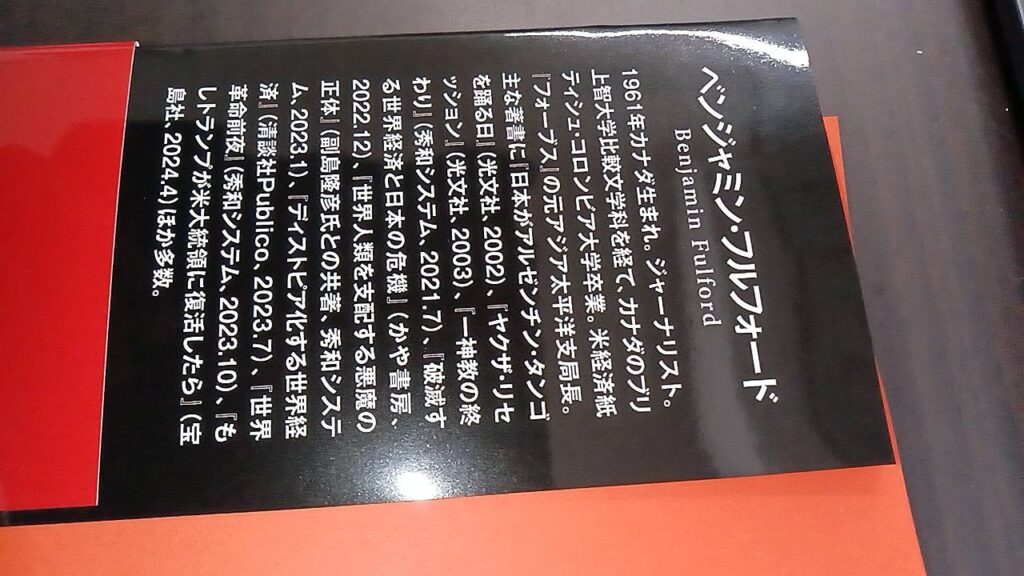 ベンジャミン・フルフォード
Benjamin Fulford
1961年カナダ生まれ。ジャーナリスト。
上智大学比較文学科を経て、カナダのブリ
ティシュ・コロンビア大学卒業。米経済紙
『フォーブス』の元アジア太平洋支局長。
主な著書に『日本がアルゼンチン・タンゴ
を踊る日』(光文社、2002)、『ヤクザ・リセ
ッション』(光文社、2003)、『一神教の終
わり』(秀和システム、2021.7)、『破滅す
る世界経済と日本の危機』(かや書房、
2022.12)、『世界人類を支配する悪魔の
正体』(副島隆彦氏との共著、秀和システ
ム、2023.1)、『ディストピア化する世界経
済』(清談社Publico、2023.7)、『世界
革命前夜』(秀和システム、2023.10)、『も
しトランプが米大統領に復活したら』(宝
島社、2024.4)ほか多数。